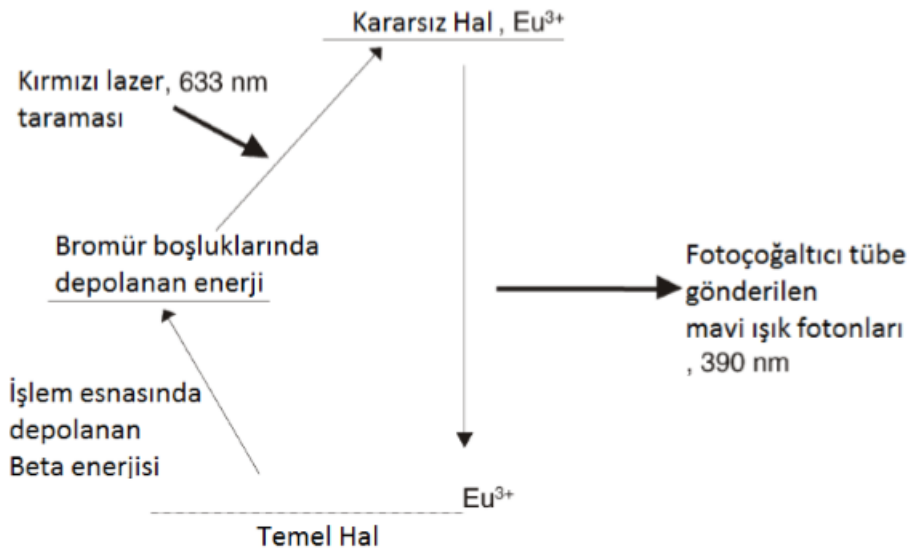 Kararsız Hal , Eu³⁺
Kırmızı lazer, 633 nm
taraması
Bromür boşluklarında
depolanan enerji
Fotoçoğaltıcı tübe
gönderilen
mavi ışık fotonları
, 390 nm
İşlem esnasında
depolanan
Beta enerjisi
Eu³⁺
Temel Hal